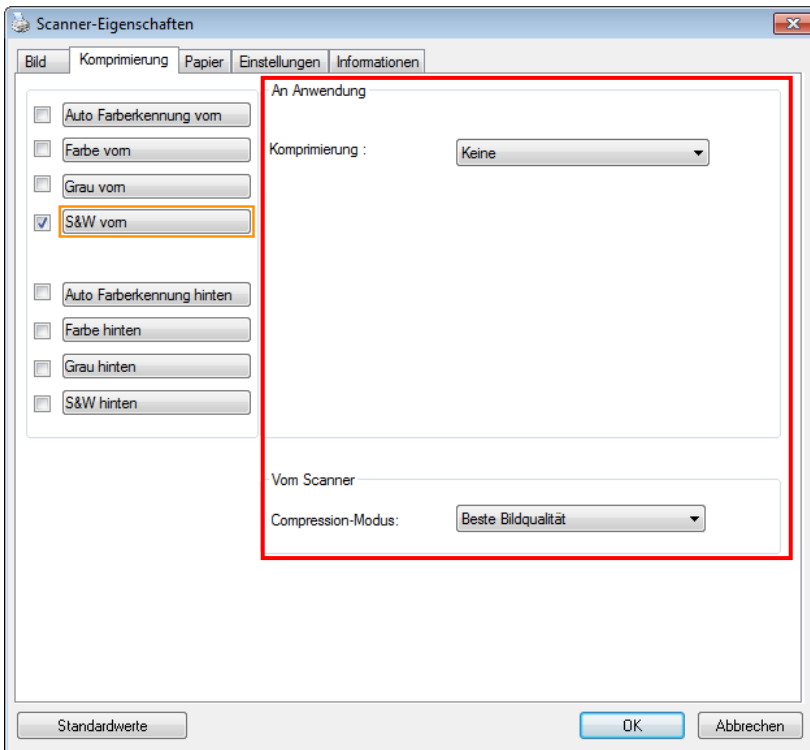 Scanner-Eigenschaften
Bild Komprimierung Papier Einstellungen Informationen
An Anwendung
Auto Farberkennung vorn
Farbe vorn
Komprimierung : Keine
Grau vorn
S&W vorn
Auto Farberkennung hinten
Farbe hinten
Grau hinten
S&W hinten
Vom Scanner
Compression-Modus: Beste Bildqualität
Standardwerte OK Abbrechen